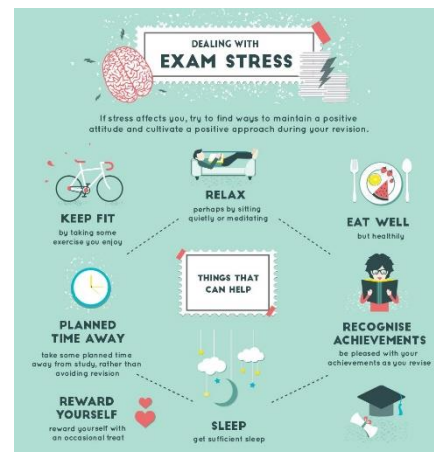 DEALING WITH
EXAM STRESS
If stress affects you, try to find ways to maintain a positive
attitude and cultivate a positive approach during your revision.
KEEP FIT
by taking some
exercise you enjoy
RELAX
perhaps by sitting
quietly or meditating
EAT WELL
but healthily
THINGS THAT
CAN HELP
PLANNED
TIME AWAY
take some planned time
away from study, rather than
avoiding revision
RECOGNISE
ACHIEVEMENTS
be pleased with your
achievements as you revise
REWARD
YOURSELF
reward yourself with
an occasional treat
SLEEP
get sufficient sleep